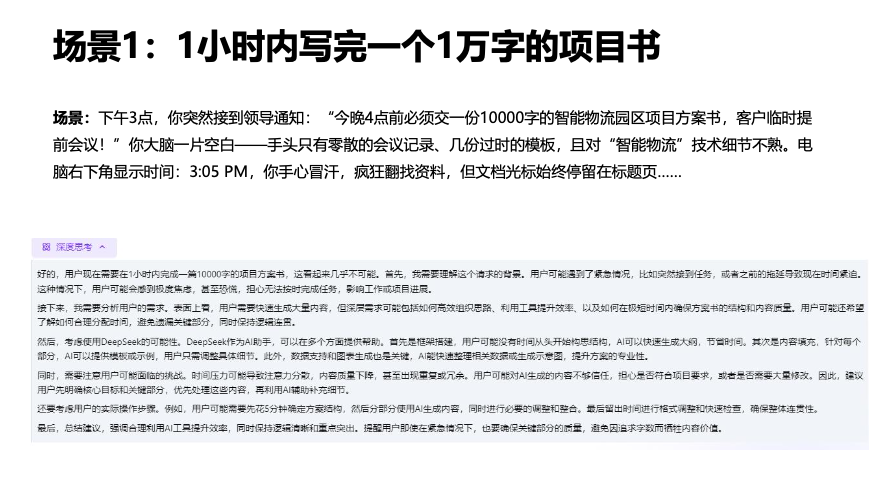 场景1：1小时内写完一个1万字的项目书
场景：下午3点，你突然接到领导通知：“今晚4点前必须交一份10000字的智能物流园区项目方案书，客户临时提
前会议！”你大脑一片空白——手头只有零散的会议记录、几份过时的模板，且对“智能物流”技术细节不熟。电
脑右下角显示时间：3:05 PM，你手心冒汗，疯狂翻找资料，但文档光标始终停留在标题页……
深度思考
好的，用户现在需要在1小时内完成一篇10000字的项目方案书，这看起来几乎不可能。首先，我需要理解这个请求的背景。用户可能遇到了紧急情况，比如突然接到任务，或者之前的拖延导致现在时间紧迫。
这种情况下，用户可能会感到极度焦虑，甚至恐慌，担心无法按时完成任务，影响工作或项目进展。
接下来，我需要分析用户的需求。表面上看，用户需要快速生成大量内容，但深层需求可能包括如何高效组织思路、利用工具提升效率、以及如何在极短时间内确保方案书的结构和内容质量。用户可能还希望
了解如何合理分配时间，避免遗漏关键部分，同时保持逻辑连贯。
然后，考虑使用DeepSeek的可能性。DeepSeek作为AI助手，可以在多个方面提供帮助。首先是框架搭建，用户可能没有时间从头开始构思结构，AI可以快速生成大纲，节省时间。其次是内容填充，针对每个
部分，AI可以提供模板或示例，用户只需调整具体细节。此外，数据支持和图表生成也是关键，AI能快速整理相关数据或生成示意图，提升方案的专业性。
同时，需要注意用户可能面临的挑战。时间压力可能导致注意力分散，内容质量下降，甚至出现重复或冗余。用户可能对AI生成的内容不够信任，担心是否符合项目要求，或者是否需要大量修改。因此，建议
用户先明确核心目标和关键部分，优先处理这些内容，再利用AI辅助补充细节。
还要考虑用户的实际操作步骤。例如，用户可能需要先花5分钟确定方案结构，然后分部分使用AI生成内容，同时进行必要的调整和整合。最后留出时间进行格式调整和快速检查，确保整体连贯性。
最后，总结建议，强调合理利用AI工具提升效率，同时保持逻辑清晰和重点突出。提醒用户即使在紧急情况下，也要确保关键部分的质量，避免因追求字数而牺牲内容价值。